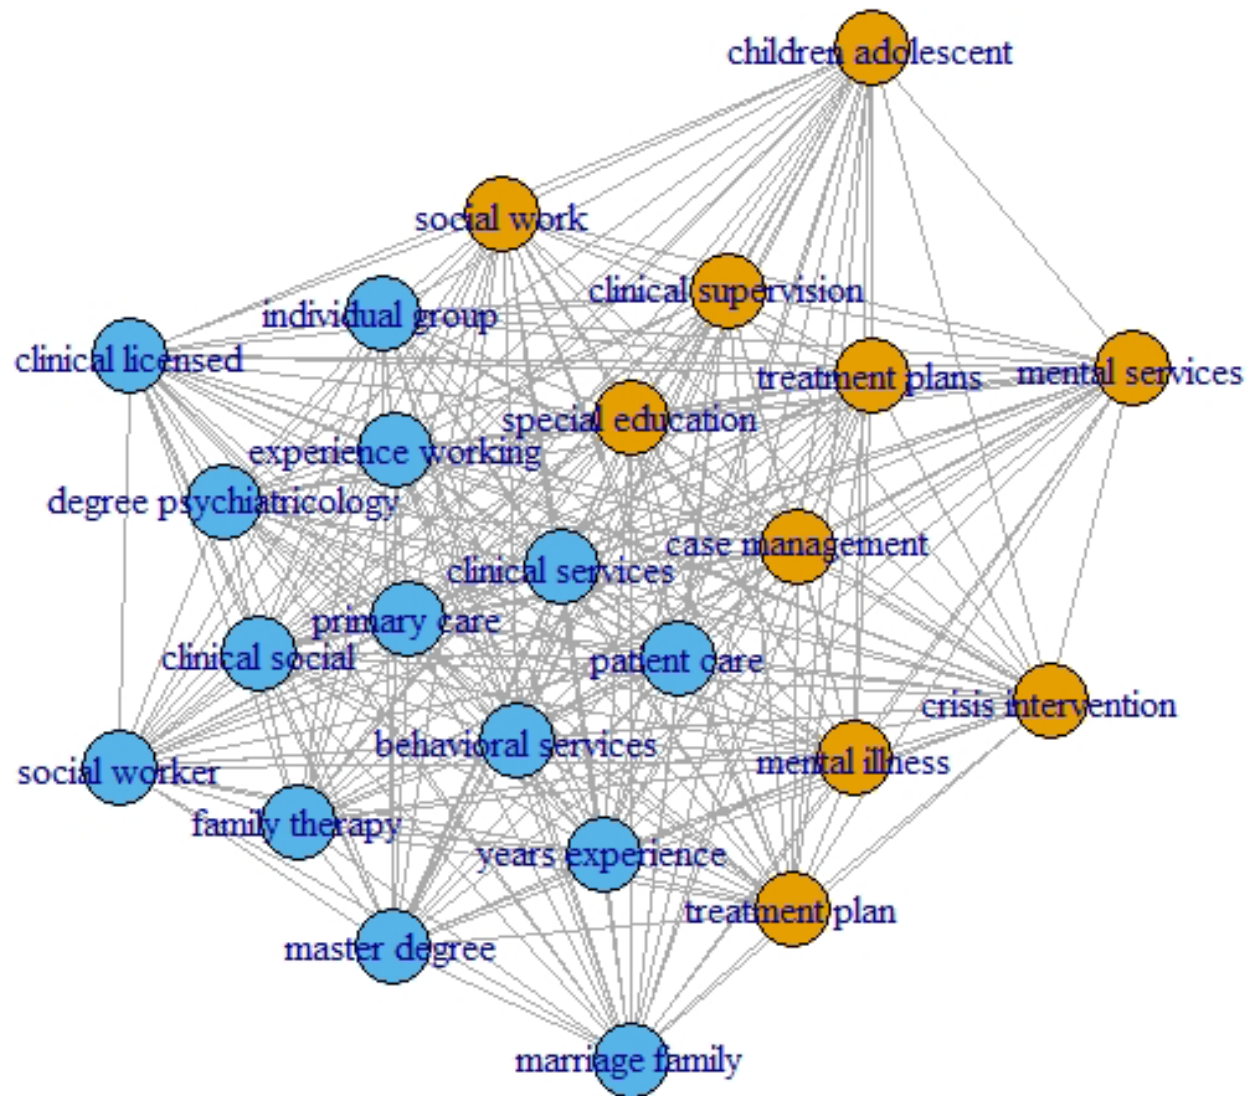 children adolescent
social work
clinical supervision
individual group
clinical licensed
treatment plans
mental services
special education
experience working
degree psychiatricology
case management
clinical services
primary care
clinical social
patient care
crisis intervention
behavioral services
mental illness
social worker
family therapy
years experience
treatment plan
master degree
marriage family